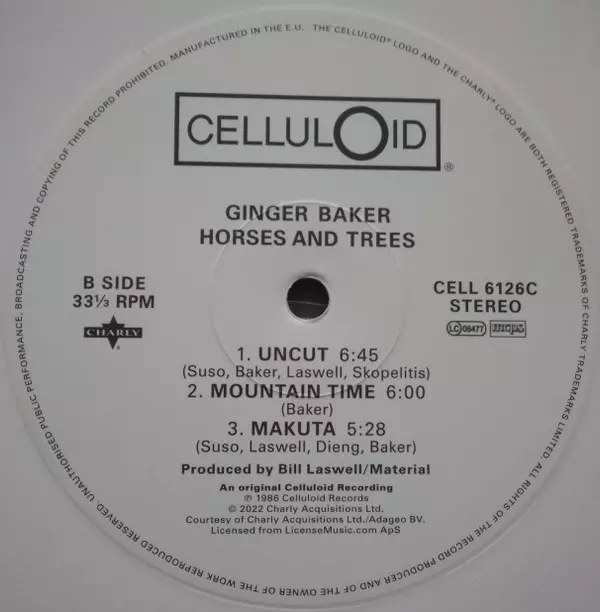 MANUFACTURED IN THE E.U. THE CELLULOID® LOGO AND THE CHARLY® LOGO ARE BOTH REGISTERED TRADEMARKS OF CHARLY TRADEMARKS LIMITED. ALL RIGHTS OF THE RECORD PRODUCER AND OF THE OWNER OF THE WORK REPRODUCED RESERVED. UNAUTHORISED PUBLIC PERFORMANCE, BROADCASTING AND COPYING OF THIS RECORD PROHIBITED.
CELLULOID®
GINGER BAKER
HORSES AND TREES
B SIDE
33⅓ RPM
CHARLY®
CELL 6126C
STEREO
LC 08477 mcps
1. UNCUT 6:45
(Suso, Baker, Laswell, Skopelitis)
2. MOUNTAIN TIME 6:00
(Baker)
3. MAKUTA 5:28
(Suso, Laswell, Dieng, Baker)
Produced by Bill Laswell/Material
An original Celluloid Recording
℗ 1986 Celluloid Records
© 2022 Charly Acquisitions Ltd.
Courtesy of Charly Acquisitions Ltd./Adageo BV.
Licensed from LicenseMusic.com ApS